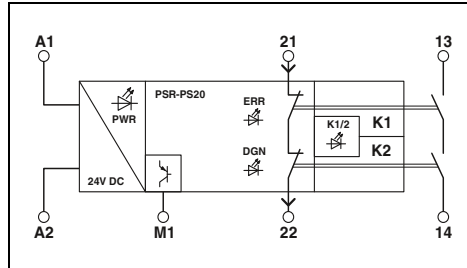 A1
21
13
PSR-PS20
ERR
PWR
K1/2
K1
DGN
K2
24V DC
A2
M1
22
14